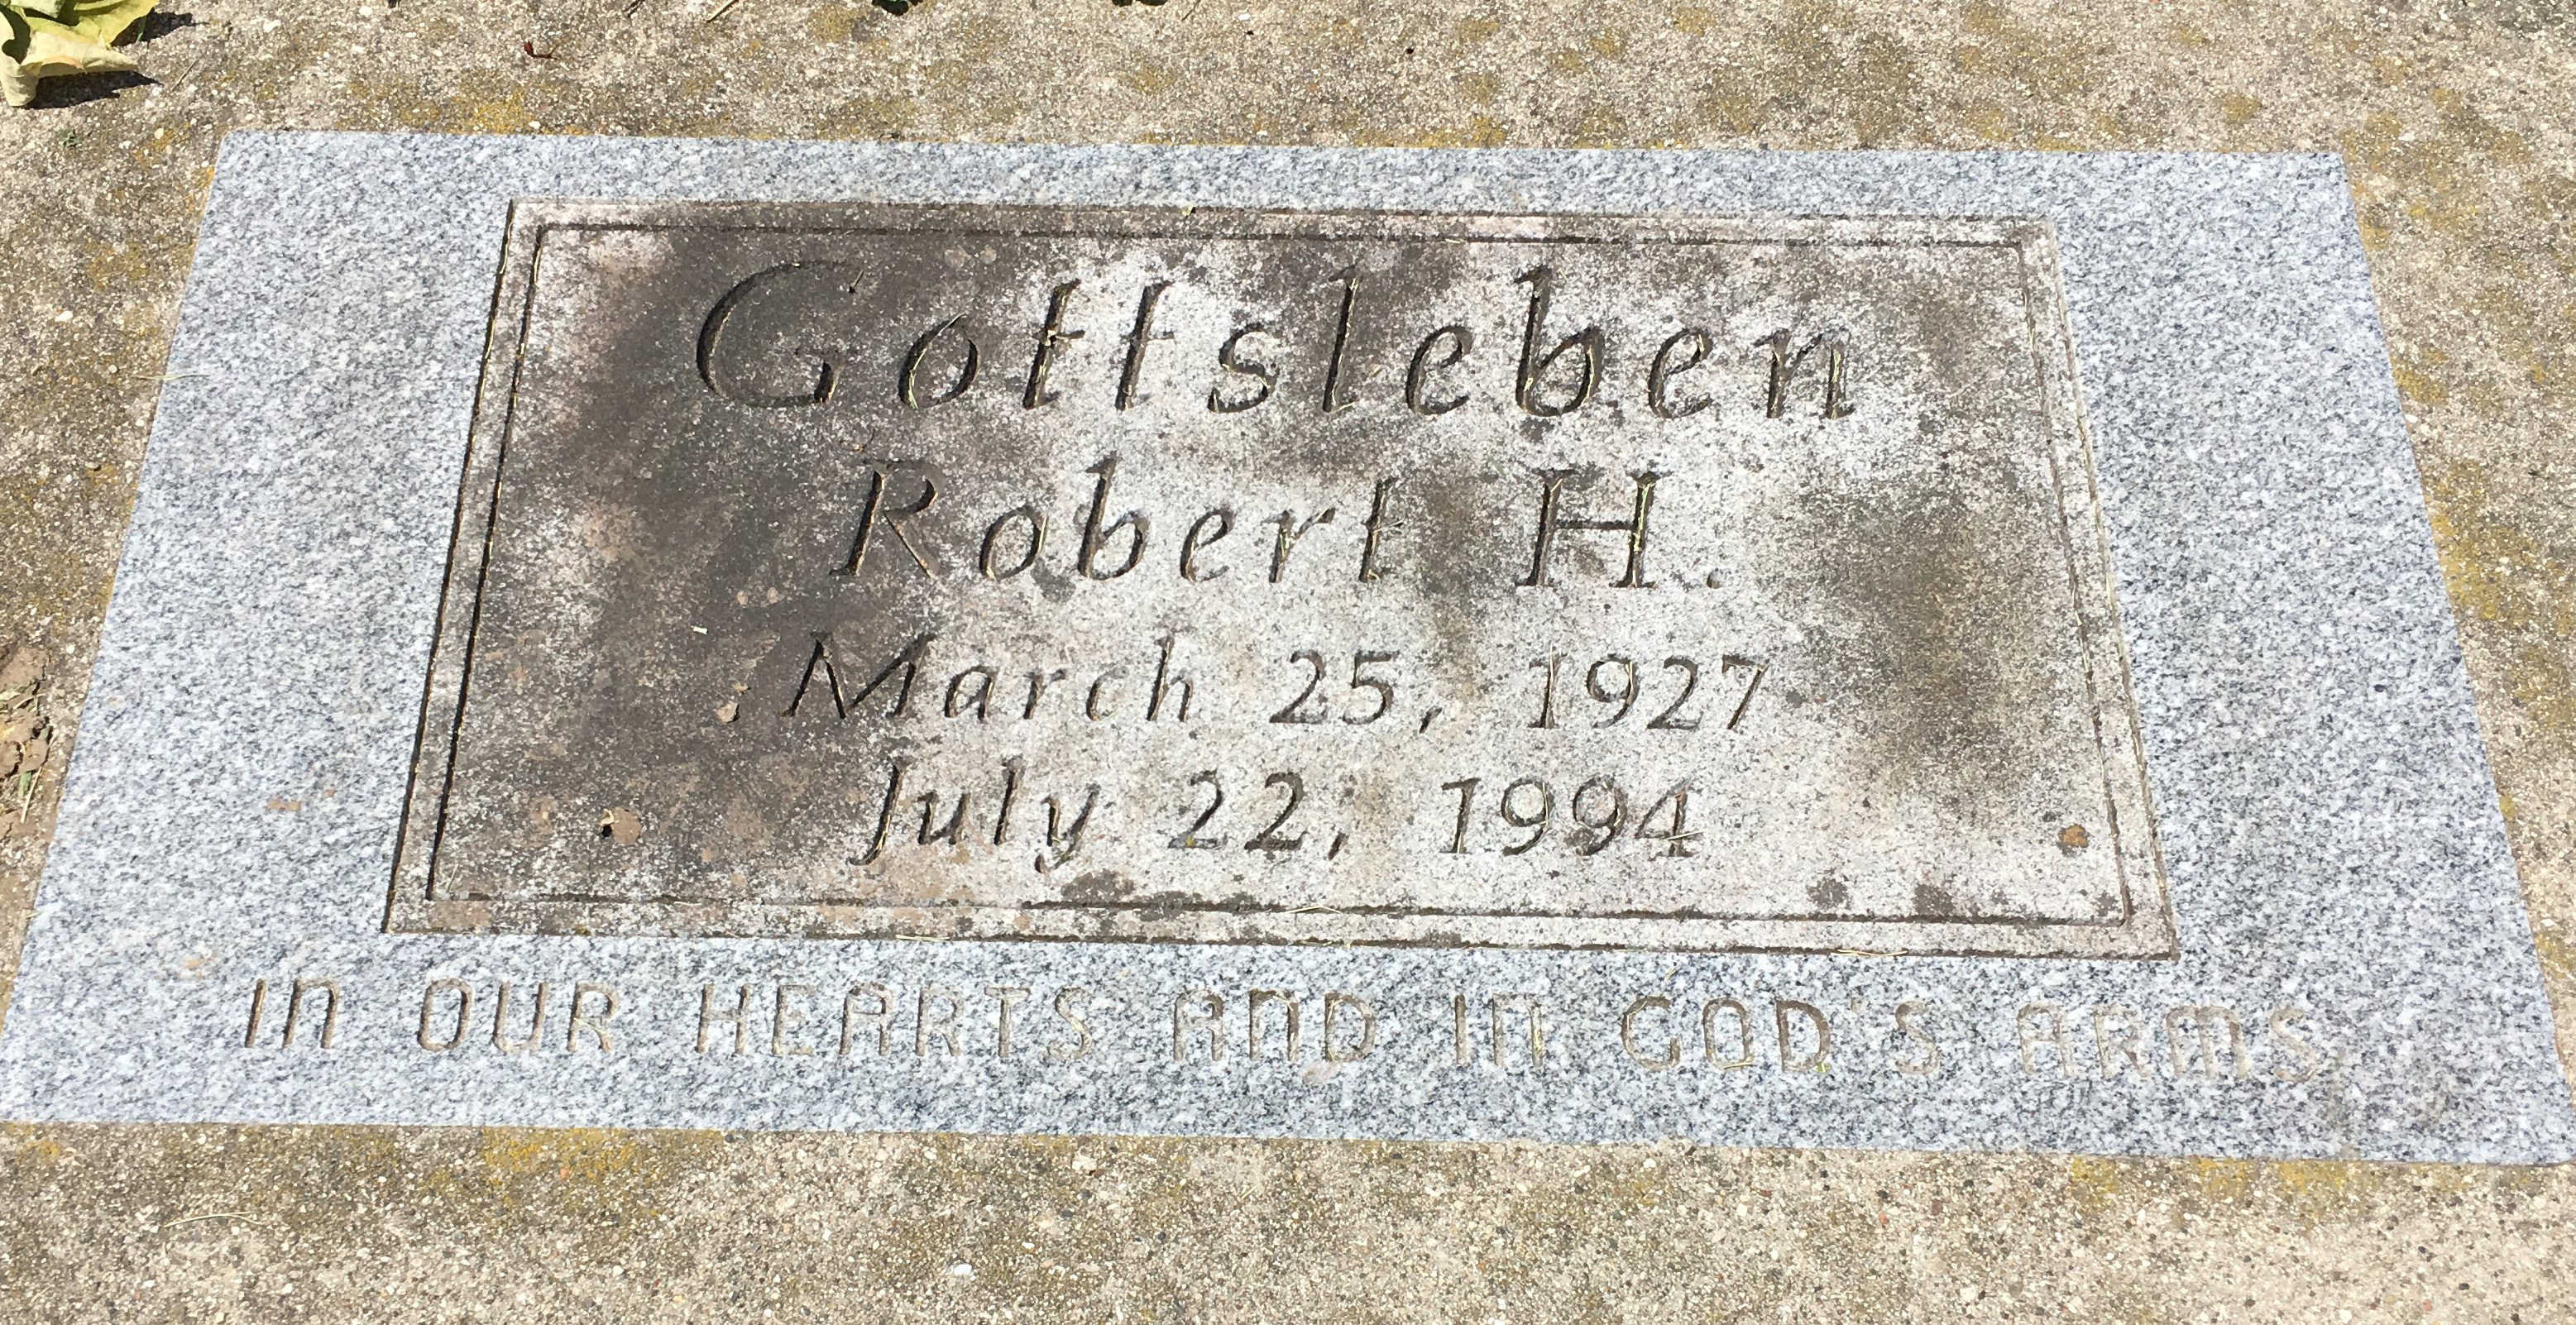 Gottsleben
Robert H.
March 25, 1927
July 22, 1994
In OUR HEARTS AnD In GOD'S ARmS